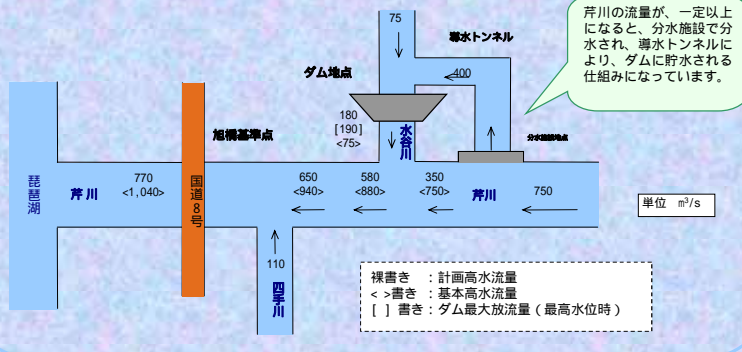 芹川の流量が、一定以上
になると、分水施設で分
水され、導水トンネルに
より、ダムに貯水される
仕組みになっています。
75
導水トンネル
ダム地点
400
180
[190]
<75>
水谷川
分水施設地点
旭橋基準点
琵琶湖
芹川
770
<1,040>
国道8号
650
<940>
580
<880>
350
<750>
芹川
750
単位 m³/s
110
四手川
裸書き :計画高水流量
< >書き:基本高水流量
[ ] 書き:ダム最大放流量(最高水位時)